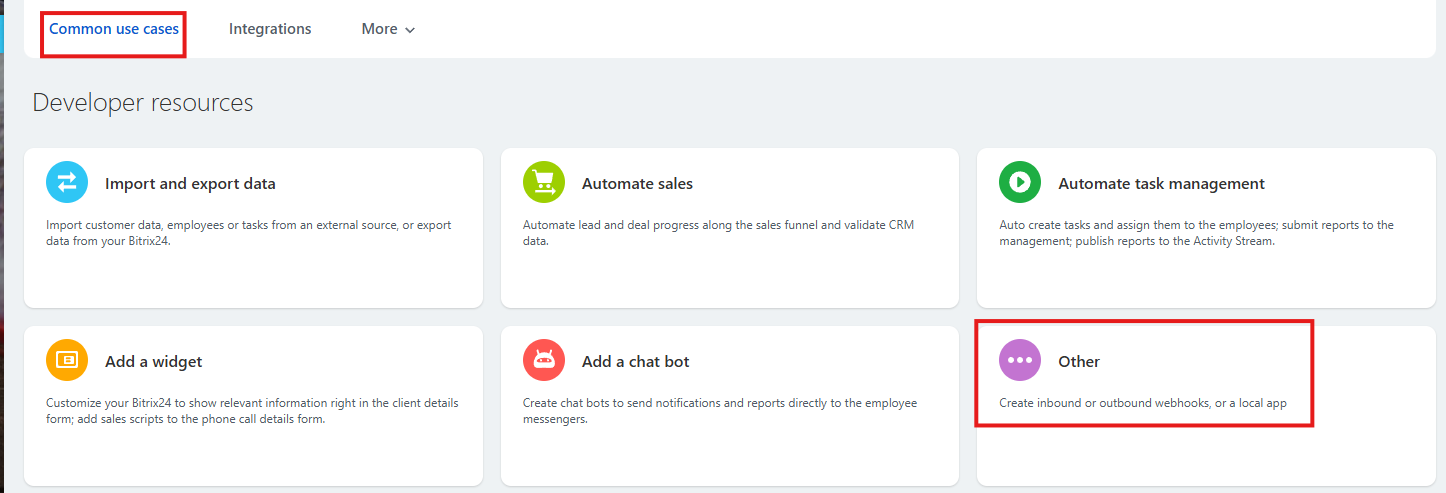 Common use cases
Integrations
More
Developer resources
Import and export data
Import customer data, employees or tasks from an external source, or export
data from your Bitrix24.
Automate sales
Automate lead and deal progress along the sales funnel and validate CRM
data.
Automate task management
Auto create tasks and assign them to the employees; submit reports to the
management; publish reports to the Activity Stream.
Add a widget
Customize your Bitrix24 to show relevant information right in the client details
form; add sales scripts to the phone call details form.
Add a chat bot
Create chat bots to send notifications and reports directly to the employee
messengers.
Other
Create inbound or outbound webhooks, or a local app